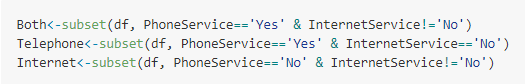 Both<-subset(df, PhoneService=='Yes' & InternetService!='No')
Telephone<-subset(df, PhoneService=='Yes' & InternetService=='No')
Internet<-subset(df, PhoneService=='No' & InternetService!='No')